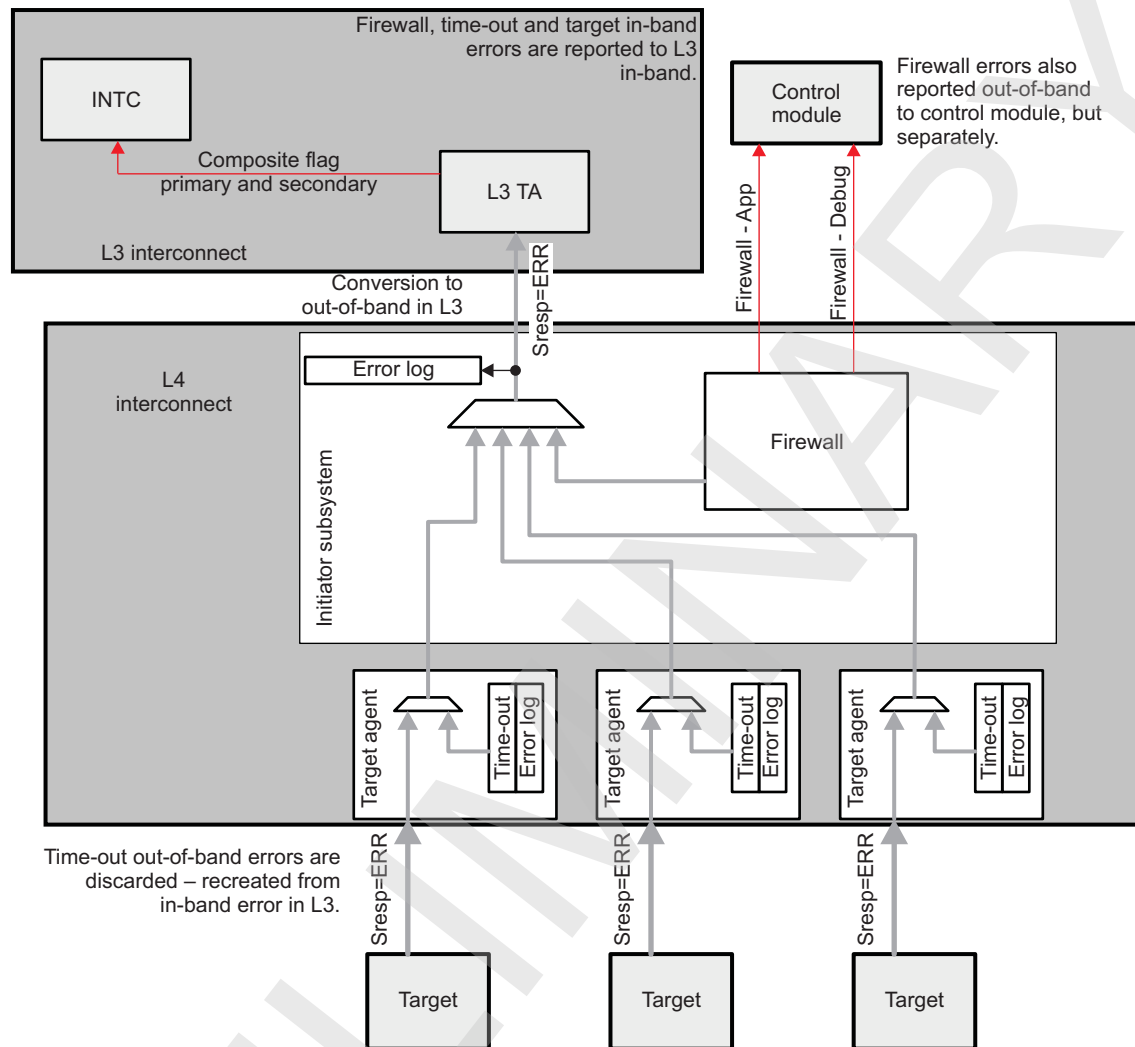 Firewall, time-out and target in-band
errors are reported to L3
in-band.
INTC
Composite flag
primary and secondary
L3 TA
L3 interconnect
Control
module
Firewall errors also
reported out-of-band
to control module, but
separately.
Firewall - App
Firewall - Debug
Conversion to
out-of-band in L3
Sresp=ERR
L4
interconnect
Error log
Firewall
Initiator subsystem
Target agent
Time-out
Error log
Target agent
Time-out
Error log
Target agent
Time-out
Error log
Time-out out-of-band errors are
discarded – recreated from
in-band error in L3.
Sresp=ERR
Sresp=ERR
Sresp=ERR
Target
Target
Target